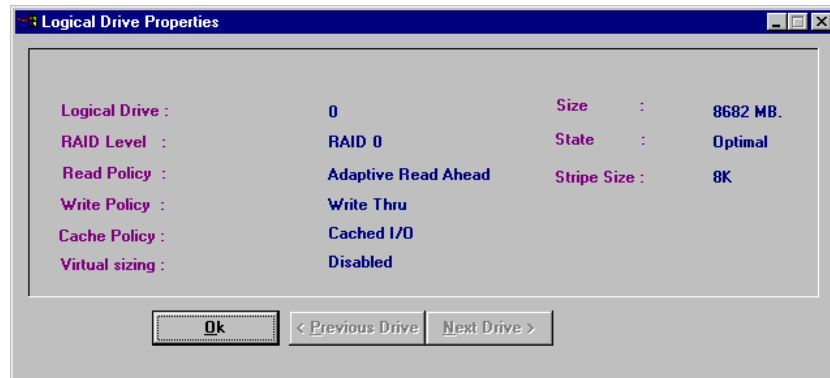 Logical Drive Properties
Logical Drive : 0 Size : 8682 MB.
RAID Level : RAID 0 State : Optimal
Read Policy : Adaptive Read Ahead Stripe Size : 8K
Write Policy : Write Thru
Cache Policy : Cached I/O
Virtual sizing : Disabled
Ok < Previous Drive Next Drive >